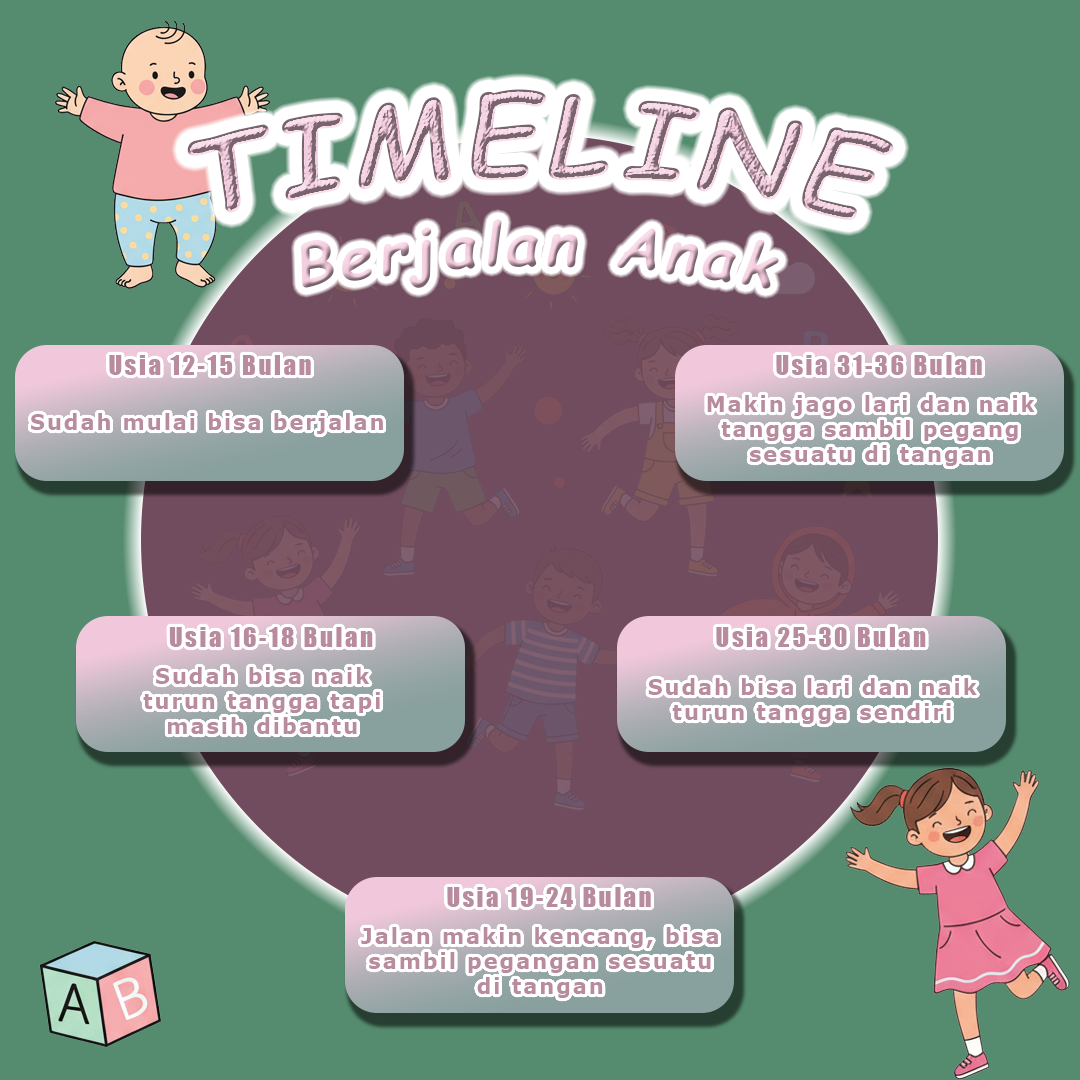 TIMELINE
Berjalan Anak
Usia 12-15 Bulan
Sudah mulai bisa berjalan
Usia 16-18 Bulan
Sudah bisa naik
turun tangga tapi
masih dibantu
Usia 19-24 Bulan
Jalan makin kencang, bisa
sambil pegangan sesuatu
di tangan
Usia 25-30 Bulan
Sudah bisa lari dan naik
turun tangga sendiri
Usia 31-36 Bulan
Makin jago lari dan naik
tangga sambil pegang
sesuatu di tangan
A B